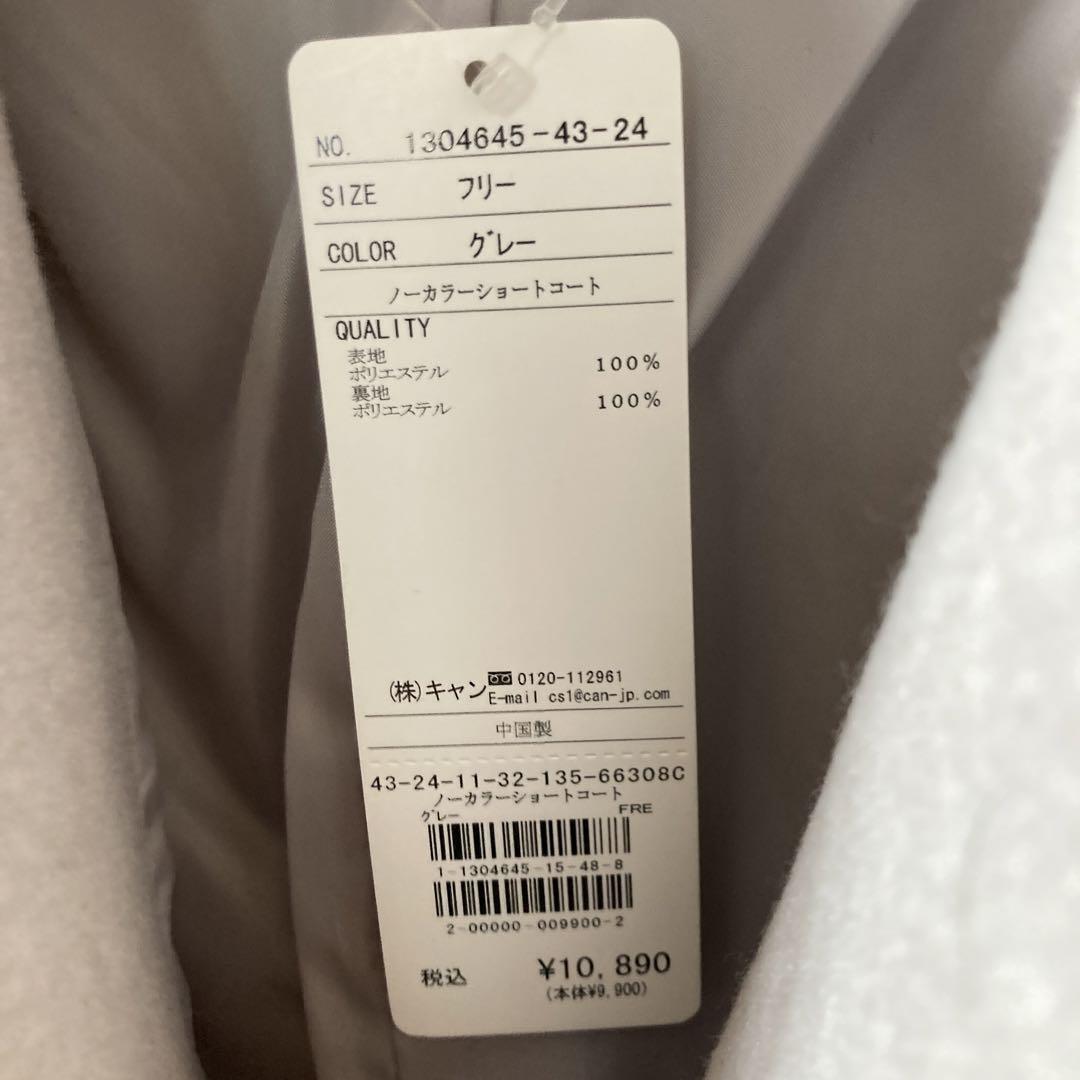 NO. 1304645-43-24
SIZE フリー
COLOR グレー
ノーカラーショートコート
QUALITY
表地
ポリエステル 100%
裏地
ポリエステル 100%
(株)キャン 0120-112961
E-mail cs1@can-jp.com
中国製
43-24-11-32-135-66308C
ノーカラーショートコート
グレー FRE
1-1304645-15-48-8
2-00000-009900-2
税込 ¥10,890
(本体¥9,900)